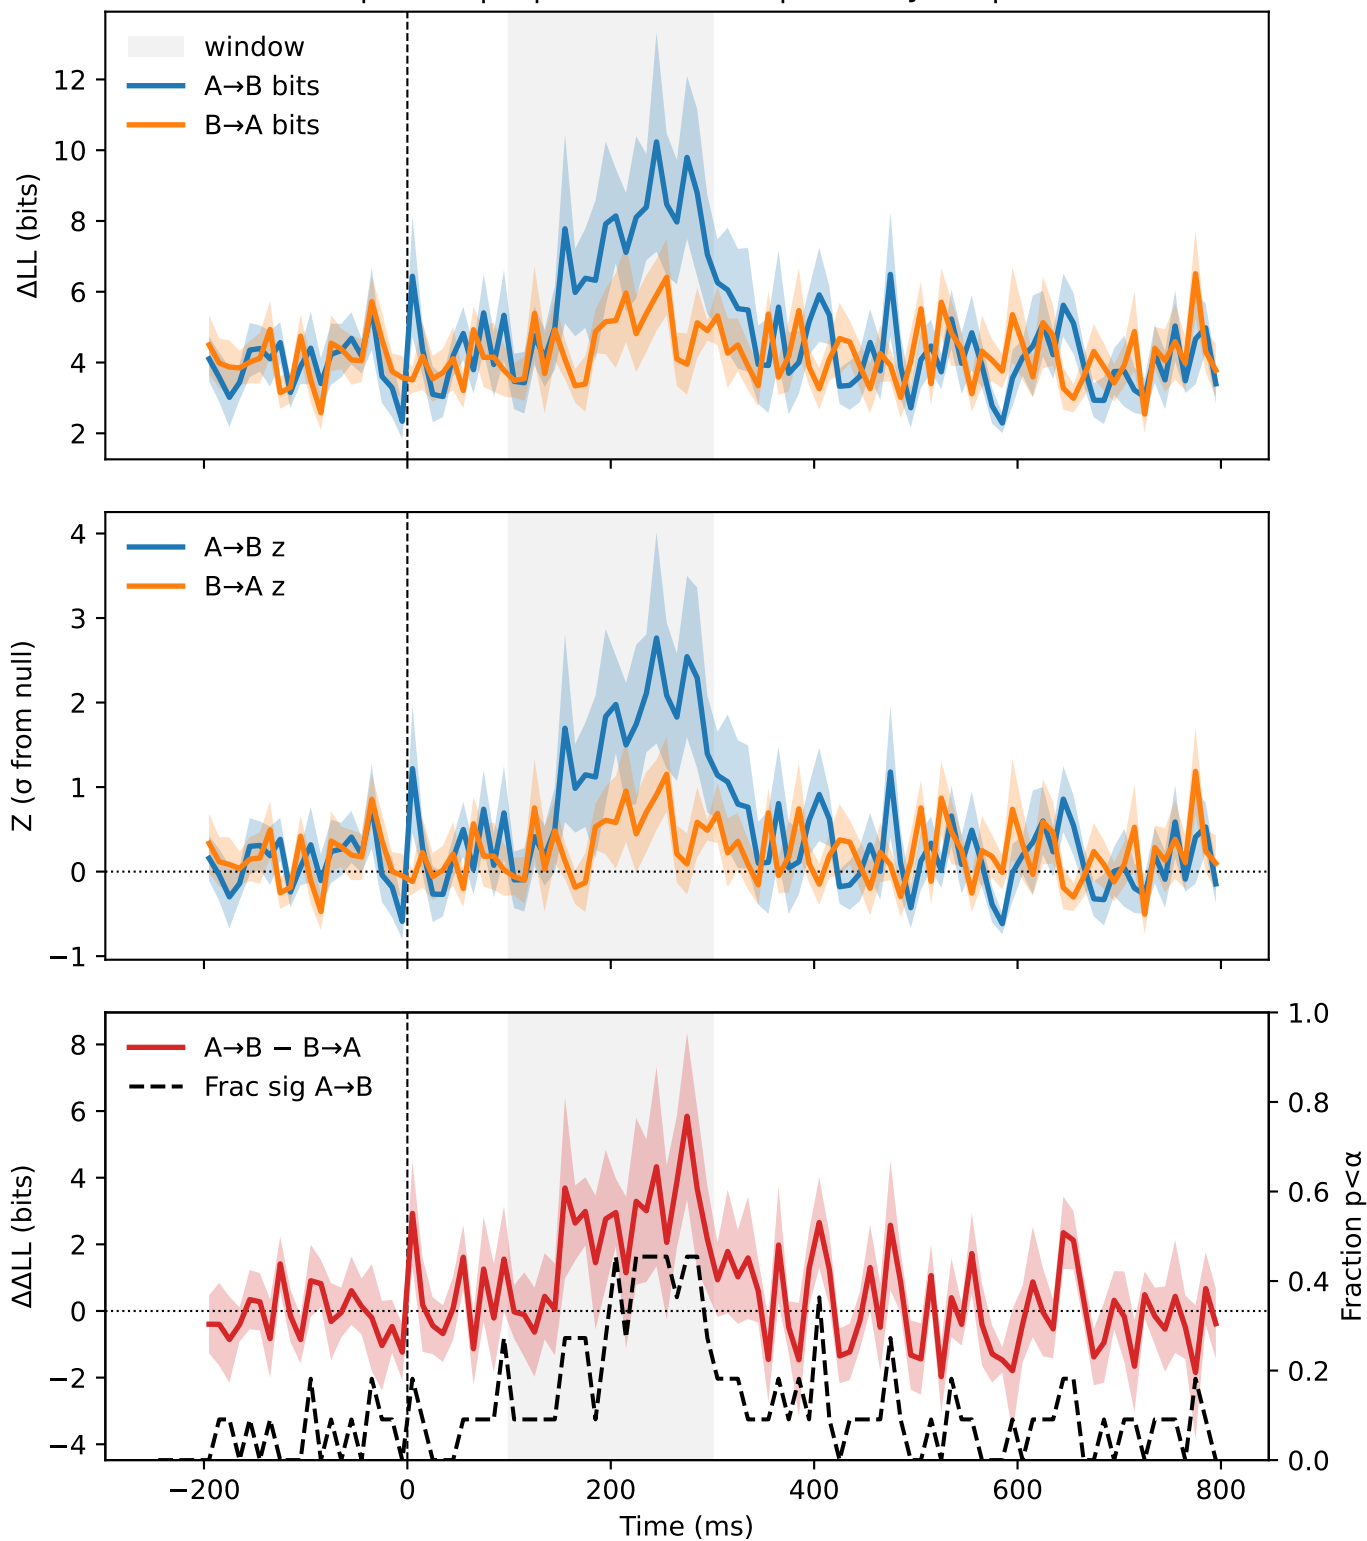 window
A→B bits
B→A bits
ΔLL (bits)
12
10
8
6
4
2
A→B z
B→A z
Z (σ from null)
4
3
2
1
0
−1
A→B − B→A
Frac sig A→B
ΔΔLL (bits)
8
6
4
2
0
−2
−4
1.0
0.8
0.6
0.4
0.2
0.0
Fraction p<α
−200
0
200
400
600
800
Time (ms)